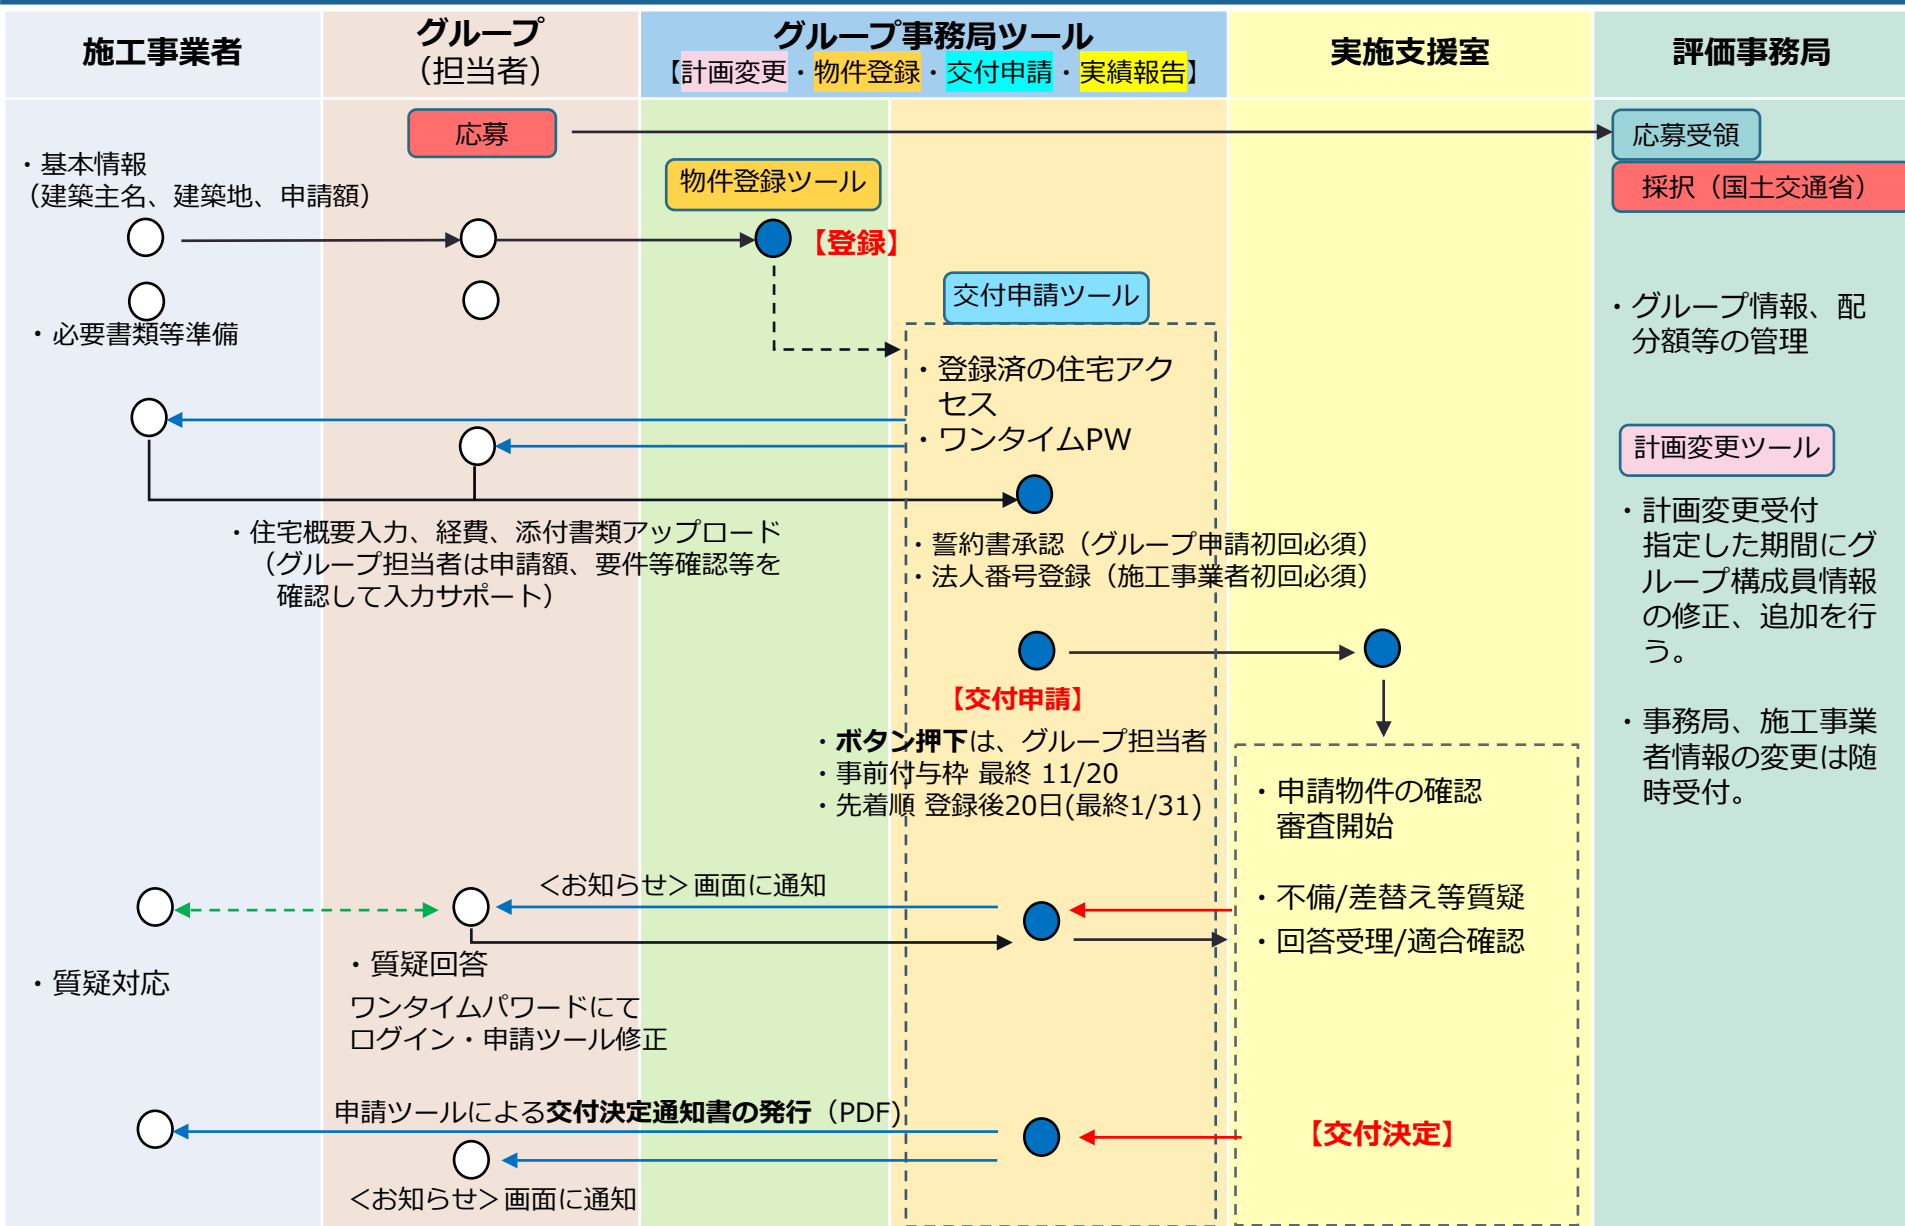 施工事業者
グループ
（担当者）
グループ事務局ツール
【計画変更・物件登録・交付申請・実績報告】
実施支援室
評価事務局
応募
応募受領
採択（国土交通省）
・基本情報
（建築主名、建築地、申請額）
物件登録ツール
【登録】
交付申請ツール
・必要書類等準備
・グループ情報、配
分額等の管理
・登録済の住宅アク
セス
・ワンタイムPW
計画変更ツール
・計画変更受付
指定した期間にグ
ループ構成員情報
の修正、追加を行
う。
・事務局、施工事業
者情報の変更は随
時受付。
・住宅概要入力、経費、添付書類アップロード
（グループ担当者は申請額、要件等確認等を
確認して入力サポート）
・誓約書承認（グループ申請初回必須）
・法人番号登録（施工事業者初回必須）
【交付申請】
・ボタン押下は、グループ担当者
・事前付与枠 最終 11/20
・先着順 登録後20日(最終1/31)
・申請物件の確認
審査開始
・不備/差替え等質疑
・回答受理/適合確認
＜お知らせ＞画面に通知
・質疑対応
・質疑回答
ワンタイムパワードにて
ログイン・申請ツール修正
申請ツールによる交付決定通知書の発行（PDF)
【交付決定】
＜お知らせ＞画面に通知